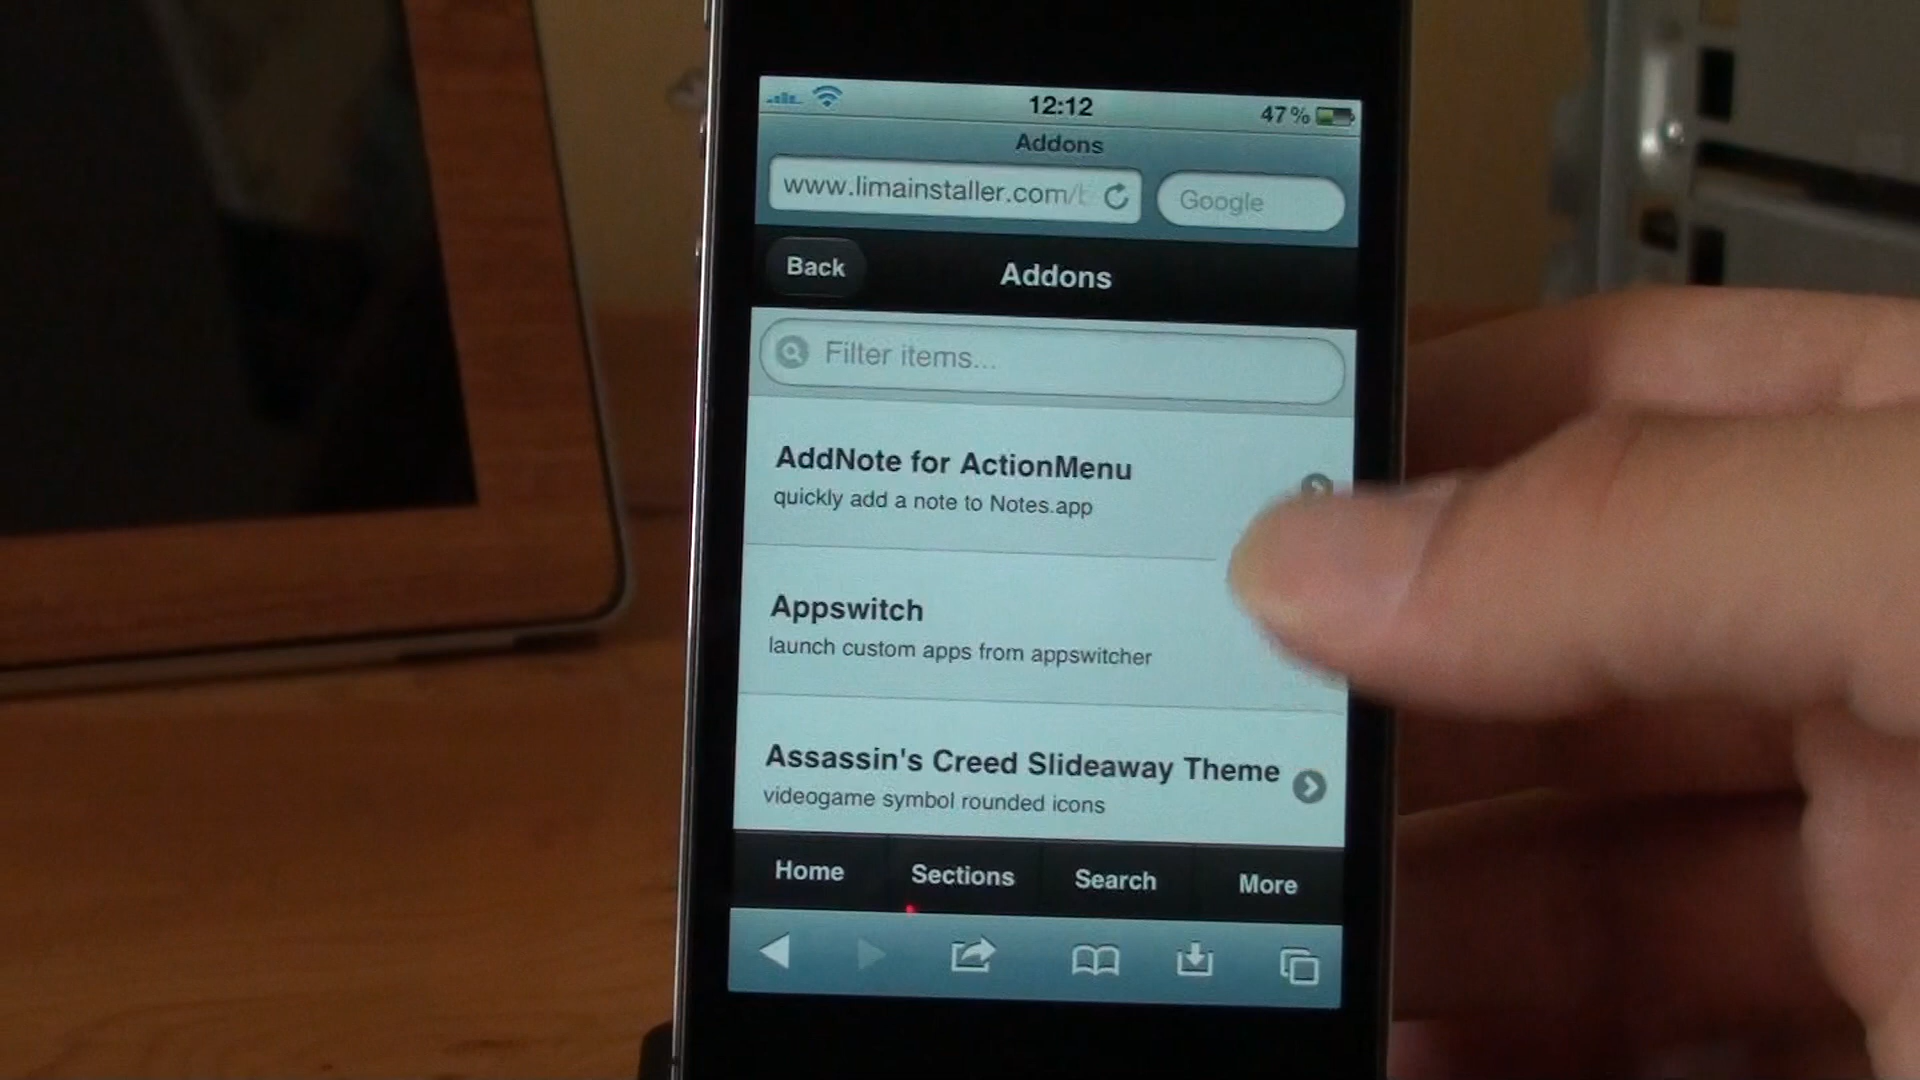 12:12
47%
Addons
www.limainstaller.com/
Google
Back
Addons
Filter items...
AddNote for ActionMenu
quickly add a note to Notes.app
Appswitch
launch custom apps from appswitcher
Assassin's Creed Slideaway Theme
videogame symbol rounded icons
Home
Sections
Search
More